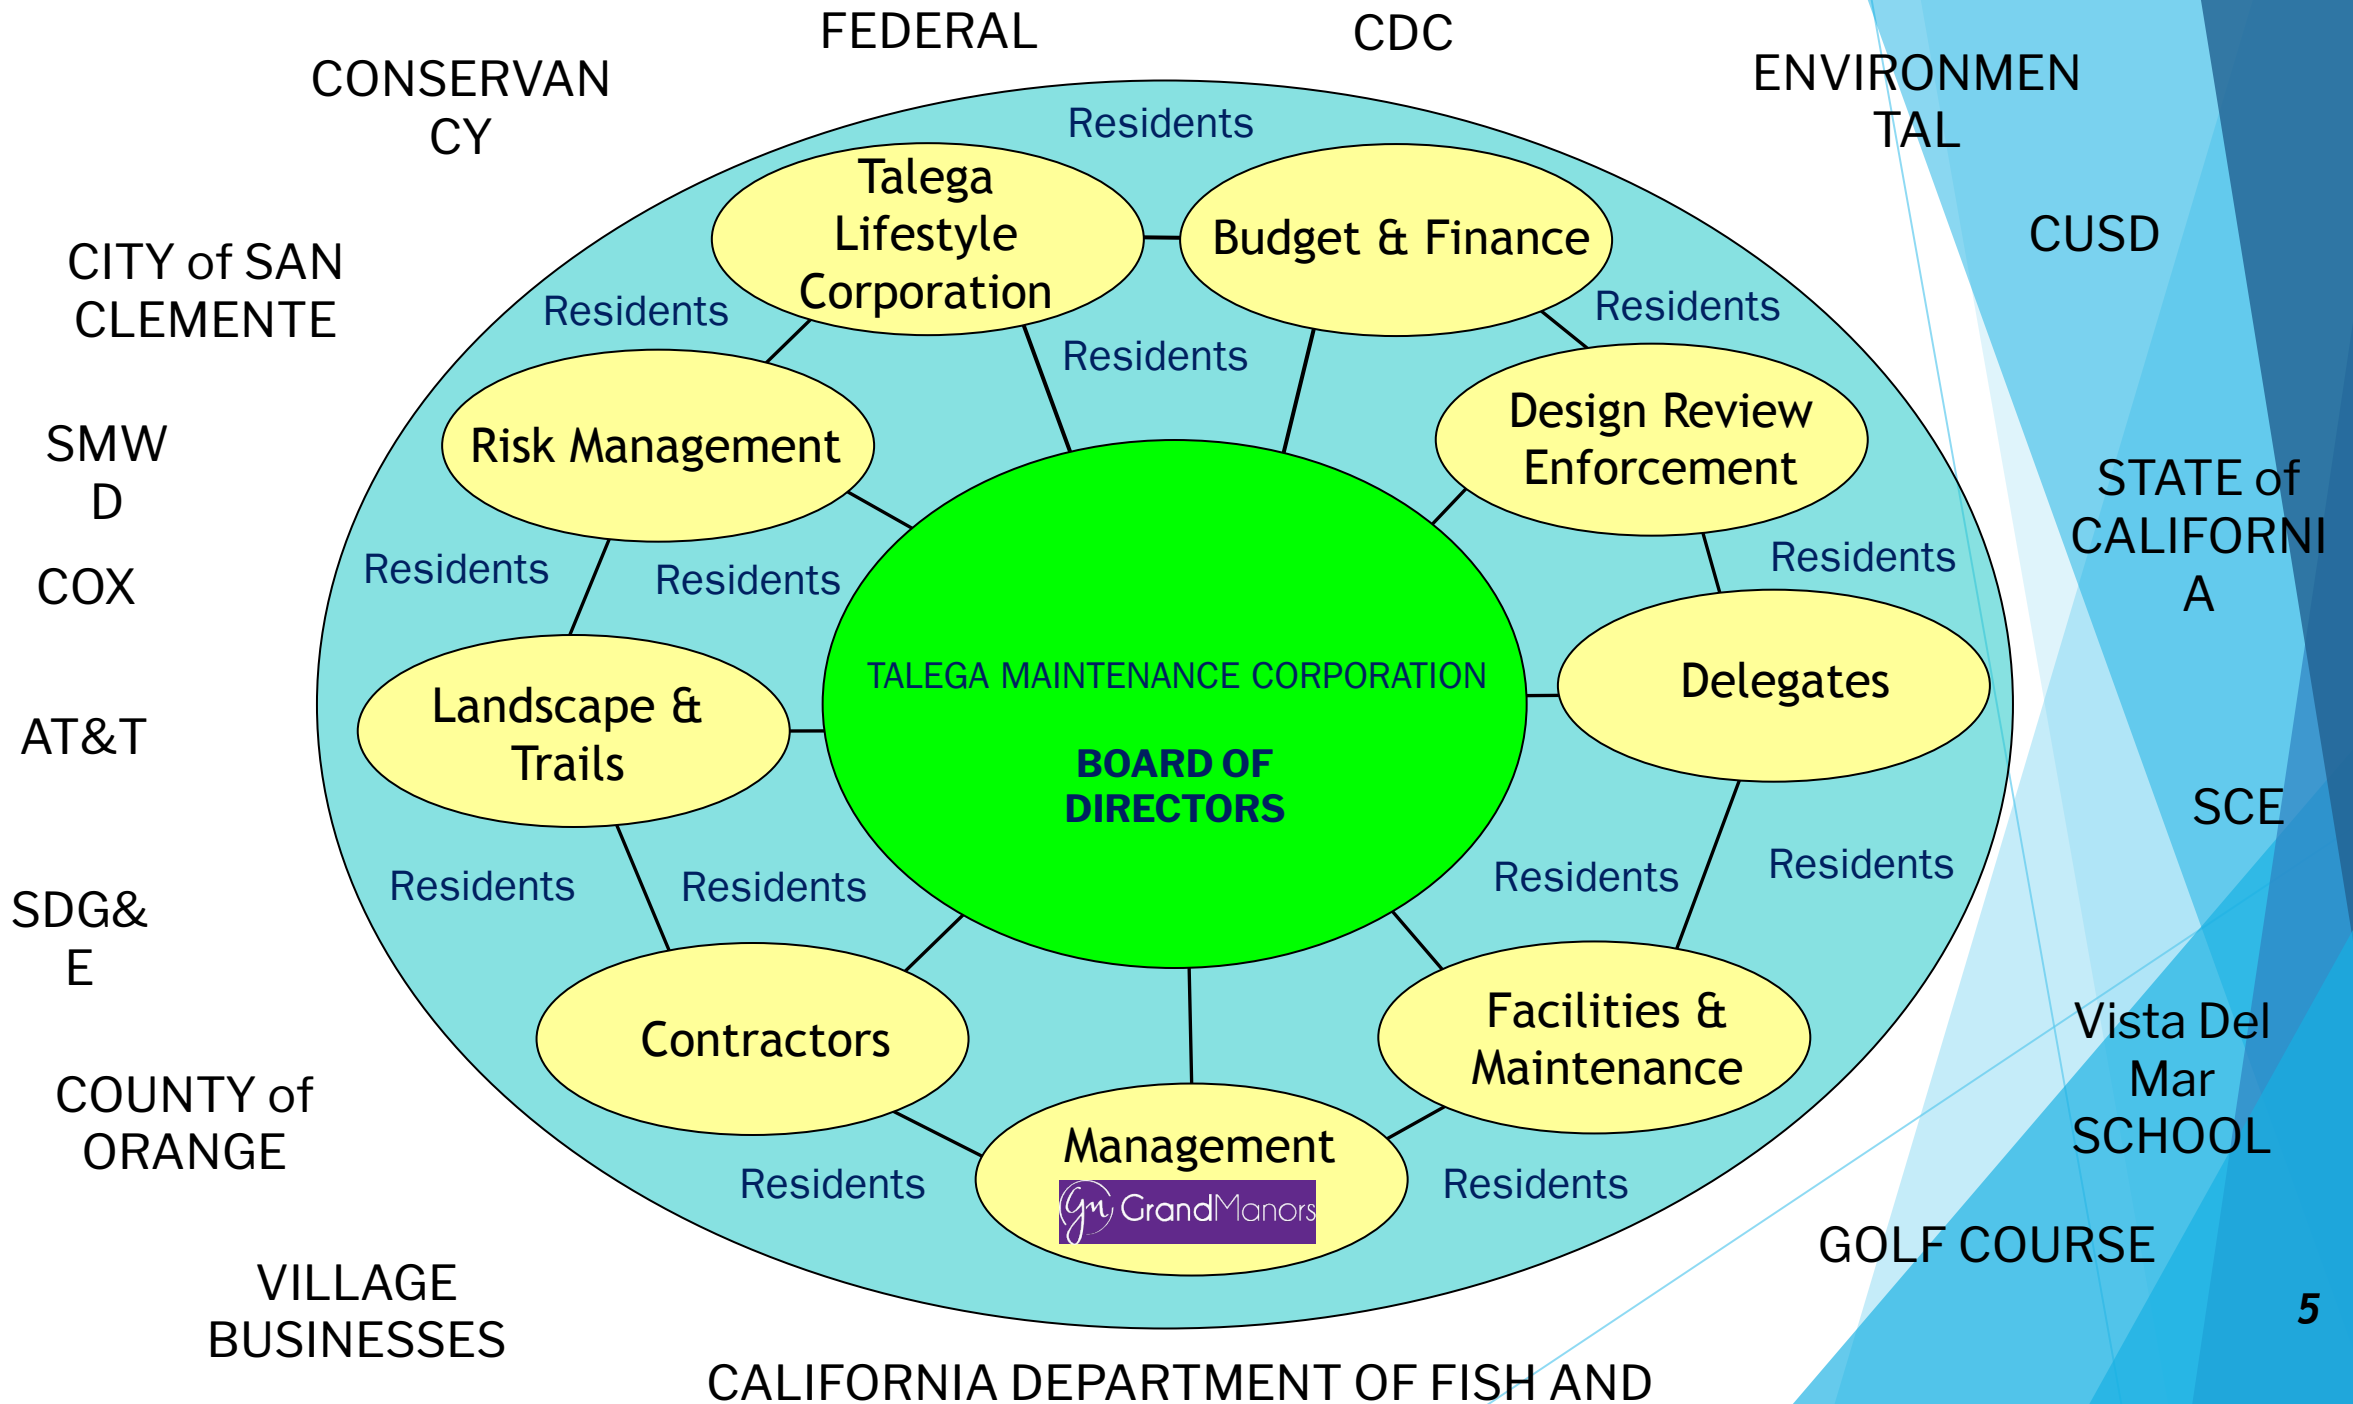 FEDERAL
CDC
CONSERVAN
CY
ENVIRONMEN
TAL
Residents
Talega
Lifestyle
Corporation
Budget & Finance
CUSD
CITY of SAN
CLEMENTE
Residents
Residents
Residents
Risk Management
Design Review
Enforcement
SMW
D
STATE of
CALIFORNI
A
COX
Residents
Residents
Residents
TALEGA MAINTENANCE CORPORATION
BOARD OF
DIRECTORS
Landscape &
Trails
Delegates
AT&T
SCE
SDG&
E
Residents
Residents
Residents
Residents
Contractors
Facilities &
Maintenance
Vista Del
Mar
SCHOOL
COUNTY of
ORANGE
Management
gm GrandManors
Residents
Residents
GOLF COURSE
VILLAGE
BUSINESSES
5
CALIFORNIA DEPARTMENT OF FISH AND